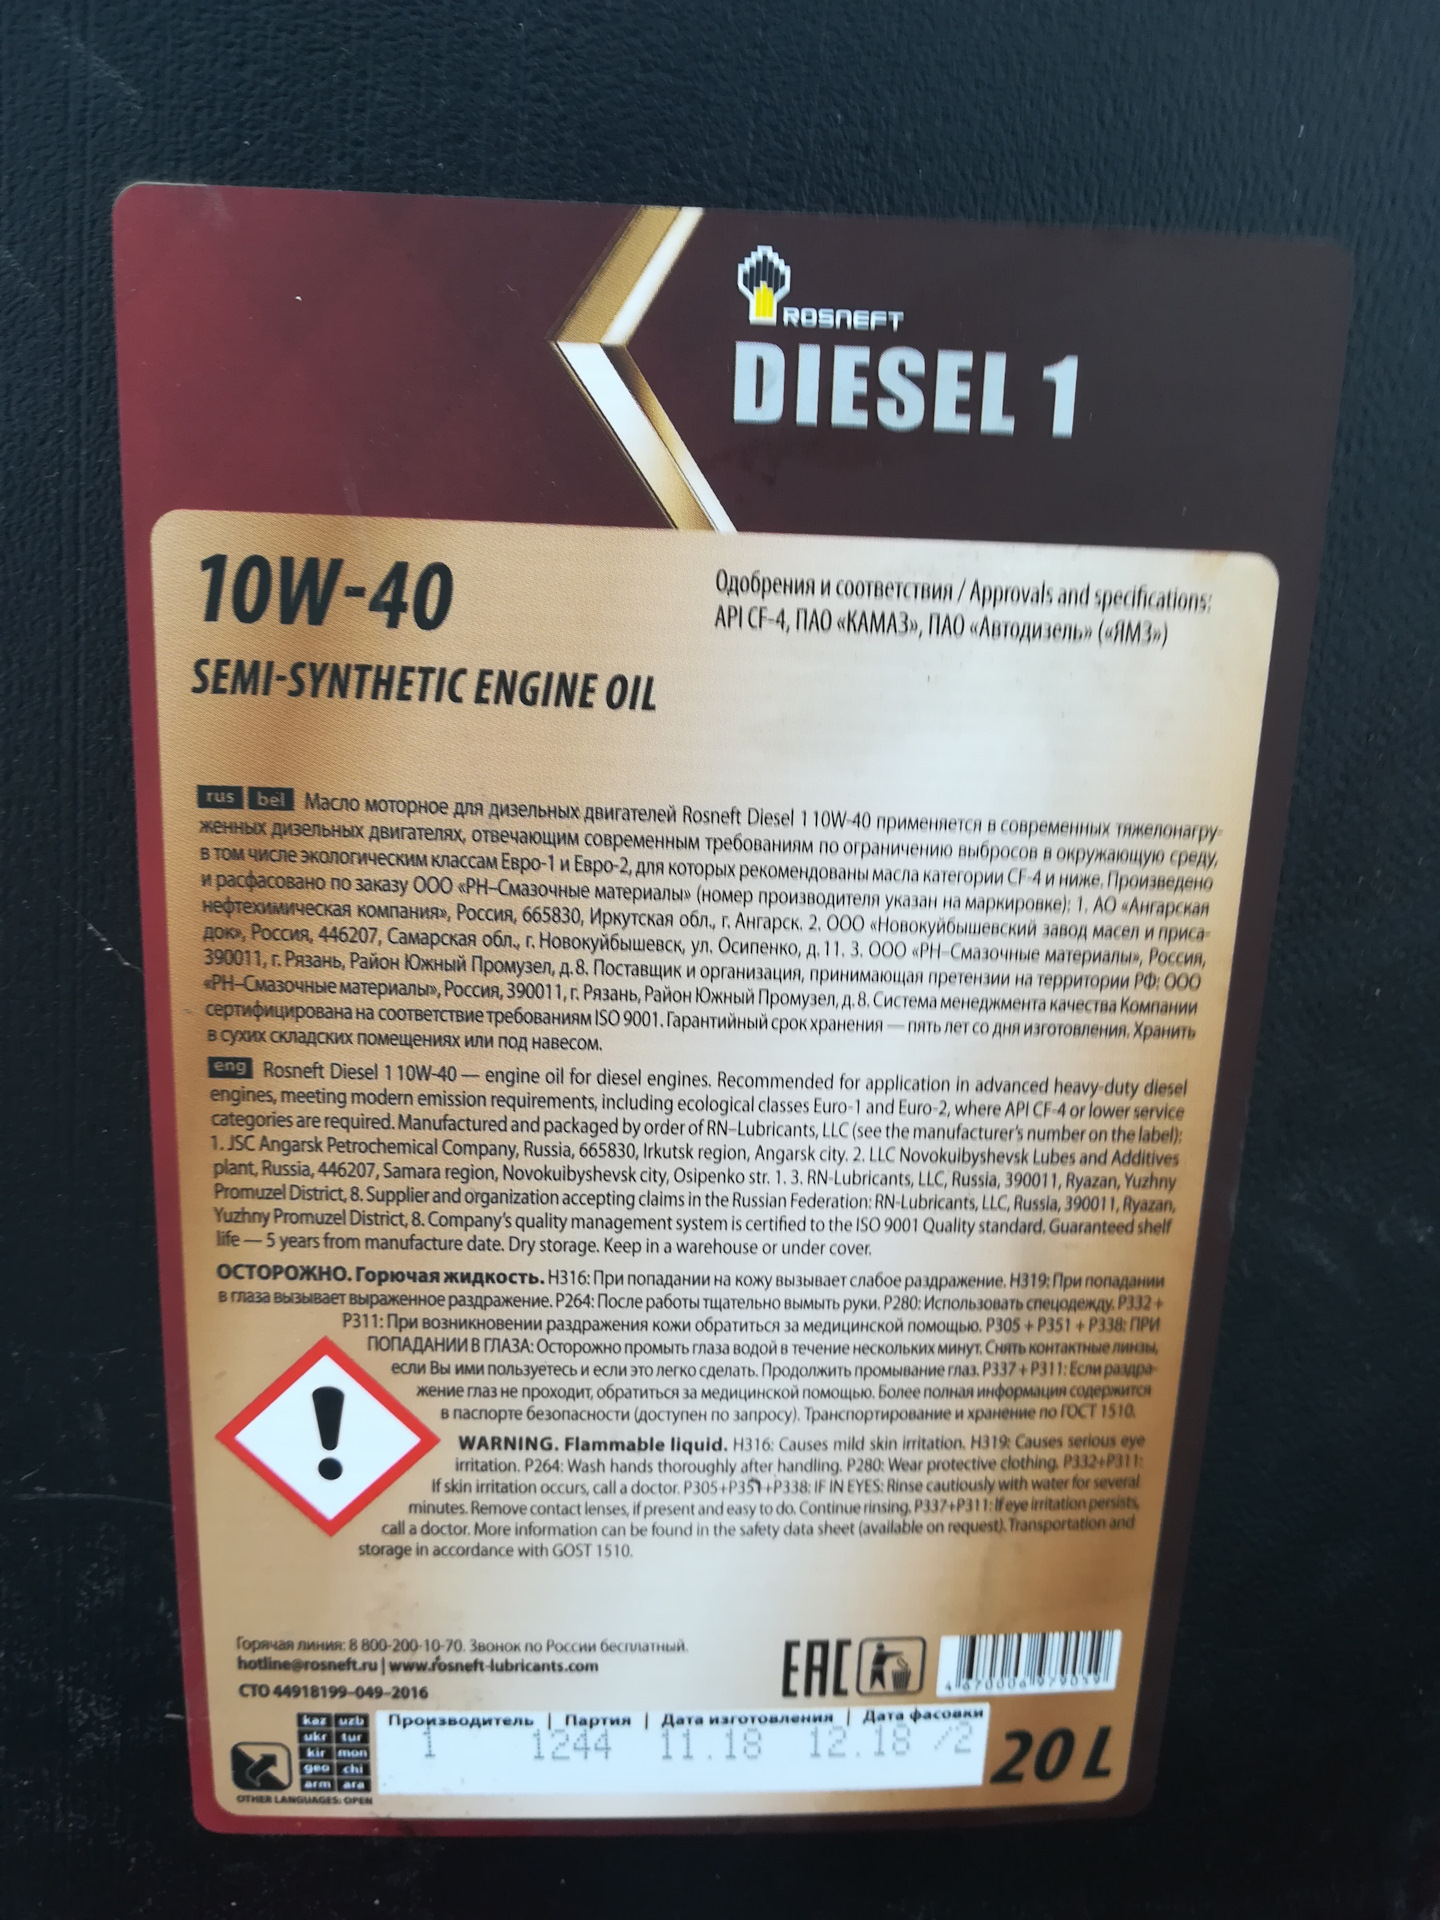 ROSNEFT
DIESEL 1
10W-40
SEMI-SYNTHETIC ENGINE OIL
Одобрения и соответствия / Approvals and specifications:
API CF-4, ПАО «КАМАЗ», ПАО «Автодизель» («ЯМЗ»)
rus bel Масло моторное для дизельных двигателей Rosneft Diesel 1 10W-40 применяется в современных тяжелонагру-
женных дизельных двигателях, отвечающим современным требованиям по ограничению выбросов в окружающую среду,
в том числе экологическим классам Евро-1 и Евро-2, для которых рекомендованы масла категории CF-4 и ниже. Произведено
и расфасовано по заказу ООО «РН–Смазочные материалы» (номер производителя указан на маркировке): 1. АО «Ангарская
нефтехимическая компания», Россия, 665830, Иркутская обл., г. Ангарск. 2. ООО «Новокуйбышевский завод масел и приса-
док», Россия, 446207, Самарская обл., г. Новокуйбышевск, ул. Осипенко, д. 11. 3. ООО «РН–Смазочные материалы», Россия,
390011, г. Рязань, Район Южный Промузел, д. 8. Поставщик и организация, принимающая претензии на территории РФ: ООО
«РН–Смазочные материалы», Россия, 390011, г. Рязань, Район Южный Промузел, д. 8. Система менеджмента качества Компании
сертифицирована на соответствие требованиям ISO 9001. Гарантийный срок хранения — пять лет со дня изготовления. Хранить
в сухих складских помещениях или под навесом.
eng Rosneft Diesel 1 10W-40 — engine oil for diesel engines. Recommended for application in advanced heavy-duty diesel
engines, meeting modern emission requirements, including ecological classes Euro-1 and Euro-2, where API CF-4 or lower service
categories are required. Manufactured and packaged by order of RN–Lubricants, LLC (see the manufacturer's number on the label):
1. JSC Angarsk Petrochemical Company, Russia, 665830, Irkutsk region, Angarsk city. 2. LLC Novokuibyshevsk Lubes and Additives
plant, Russia, 446207, Samara region, Novokuibyshevsk city, Osipenko str. 1. 3. RN-Lubricants, LLC, Russia, 390011, Ryazan, Yuzhny
Promuzel District, 8. Supplier and organization accepting claims in the Russian Federation: RN-Lubricants, LLC, Russia, 390011, Ryazan,
Yuzhny Promuzel District, 8. Company's quality management system is certified to the ISO 9001 Quality standard. Guaranteed shelf
life — 5 years from manufacture date. Dry storage. Keep in a warehouse or under cover.
ОСТОРОЖНО. Горючая жидкость. H316: При попадании на кожу вызывает слабое раздражение. H319: При попадании
в глаза вызывает выраженное раздражение. P264: После работы тщательно вымыть руки. P280: Использовать спецодежду. P332 +
P311: При возникновении раздражения кожи обратиться за медицинской помощью. P305 + P351 + P338: ПРИ
ПОПАДАНИИ В ГЛАЗА: Осторожно промыть глаза водой в течение нескольких минут. Снять контактные линзы,
если Вы ими пользуетесь и если это легко сделать. Продолжить промывание глаз. P337 + P311: Если раздра-
жение глаз не проходит, обратиться за медицинской помощью. Более полная информация содержится
в паспорте безопасности (доступен по запросу). Транспортирование и хранение по ГОСТ 1510.
WARNING. Flammable liquid. H316: Causes mild skin irritation. H319: Causes serious eye
irritation. P264: Wash hands thoroughly after handling. P280: Wear protective clothing. P332+P311:
If skin irritation occurs, call a doctor. P305+P351+P338: IF IN EYES: Rinse cautiously with water for several
minutes. Remove contact lenses, if present and easy to do. Continue rinsing. P337+P311: If eye irritation persists,
call a doctor. More information can be found in the safety data sheet (available on request). Transportation and
storage in accordance with GOST 1510.
Горячая линия: 8 800-200-10-70. Звонок по России бесплатный.
hotline@rosneft.ru | www.rosneft-lubricants.com
СТО 44918199–049–2016
EAC
4 670006 979059
kaz uzb
ukr tur
kir mon
geo chi
arm ara
OTHER LANGUAGES: OPEN
Производитель | Партия | Дата изготовления | Дата фасовки
1 1244 11.18 12.18 /2
20 L